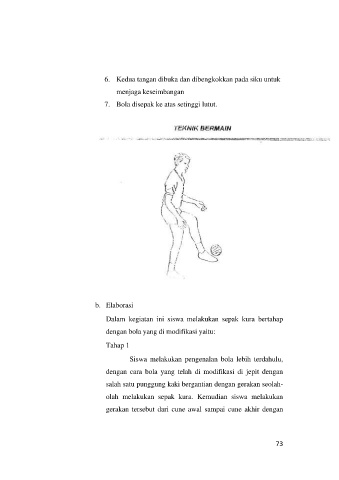 6. Kedua tangan dibuka dan dibengkokkan pada siku untuk
menjaga keseimbangan
7. Bola disepak ke atas setinggi lutut.
TEKNIK BERMAIN
b. Elaborasi
Dalam kegiatan ini siswa melakukan sepak kura bertahap
dengan bola yang di modifikasi yaitu:
Tahap 1
Siswa melakukan pengenalan bola lebih terdahulu,
dengan cara bola yang telah di modifikasi di jepit dengan
salah satu punggung kaki bergantian dengan gerakan seolah-
olah melakukan sepak kura. Kemudian siswa melakukan
gerakan tersebut dari cune awal sampai cune akhir dengan
73